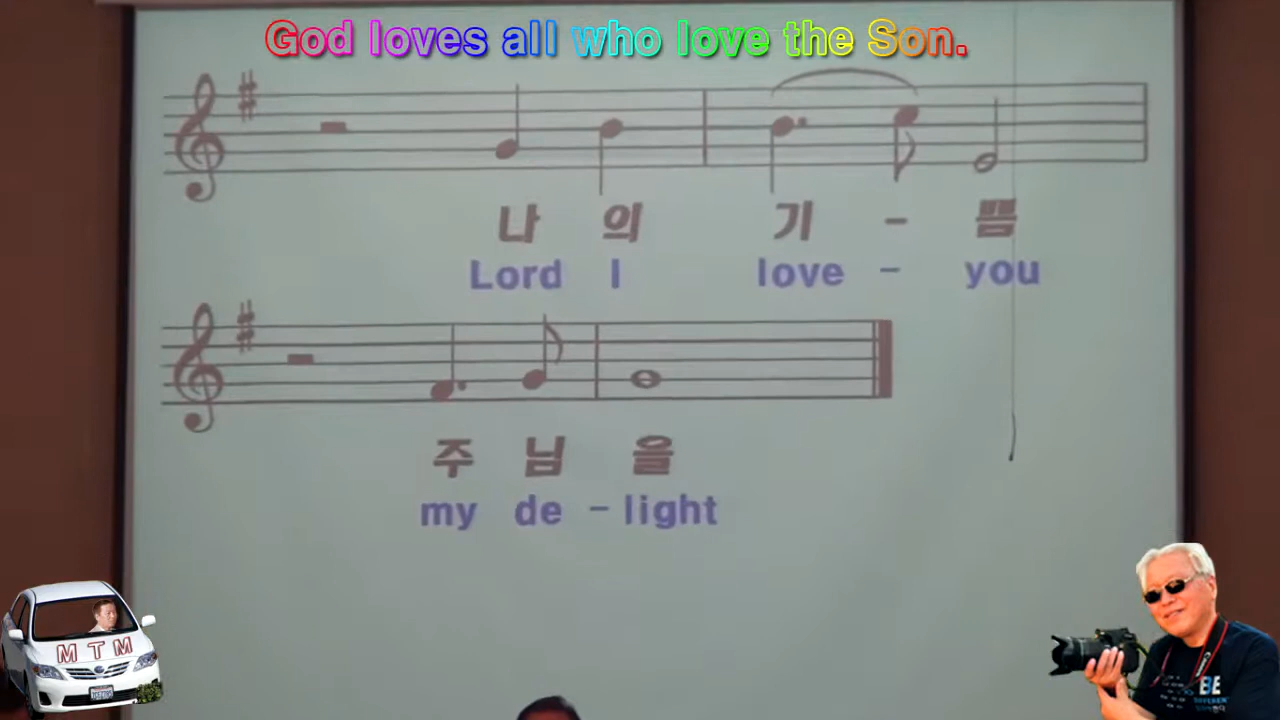 God loves all who love the Son.
나 의 기 - 쁨
Lord I love - you
주 님 을
my de - light
MTM